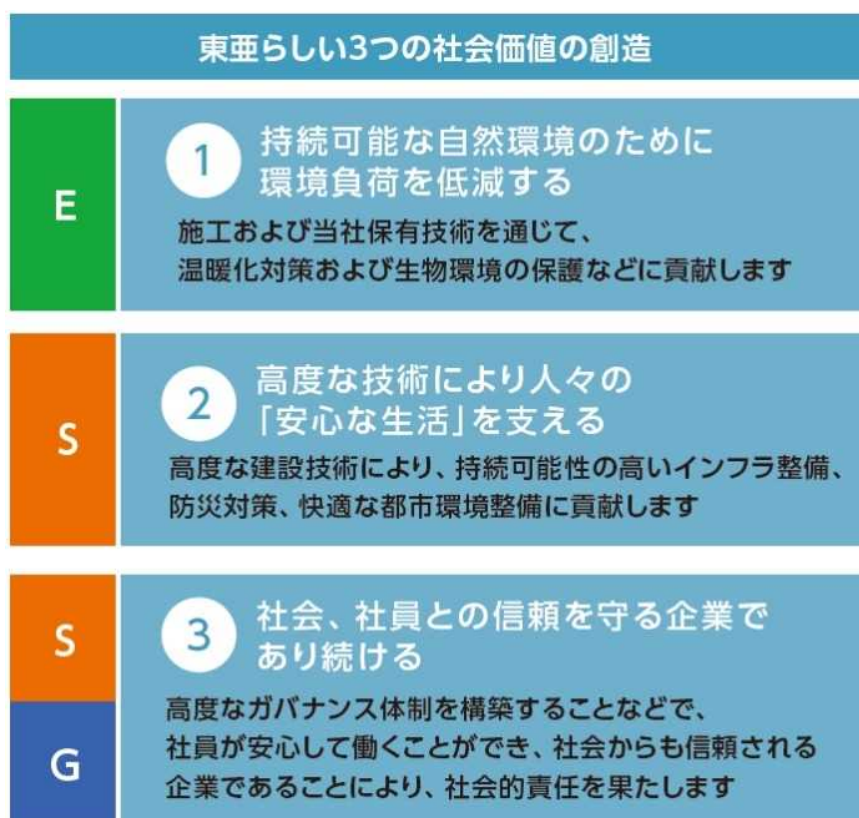 東亜らしい3つの社会価値の創造
E
1
持続可能な自然環境のために
環境負荷を低減する
施工および当社保有技術を通じて、
温暖化対策および生物環境の保護などに貢献します
S
2
高度な技術により人々の
「安心な生活」を支える
高度な建設技術により、持続可能性の高いインフラ整備、
防災対策、快適な都市環境整備に貢献します
S
G
3
社会、社員との信頼を守る企業で
あり続ける
高度なガバナンス体制を構築することなどで、
社員が安心して働くことができ、社会からも信頼される
企業であることにより、社会的責任を果たします